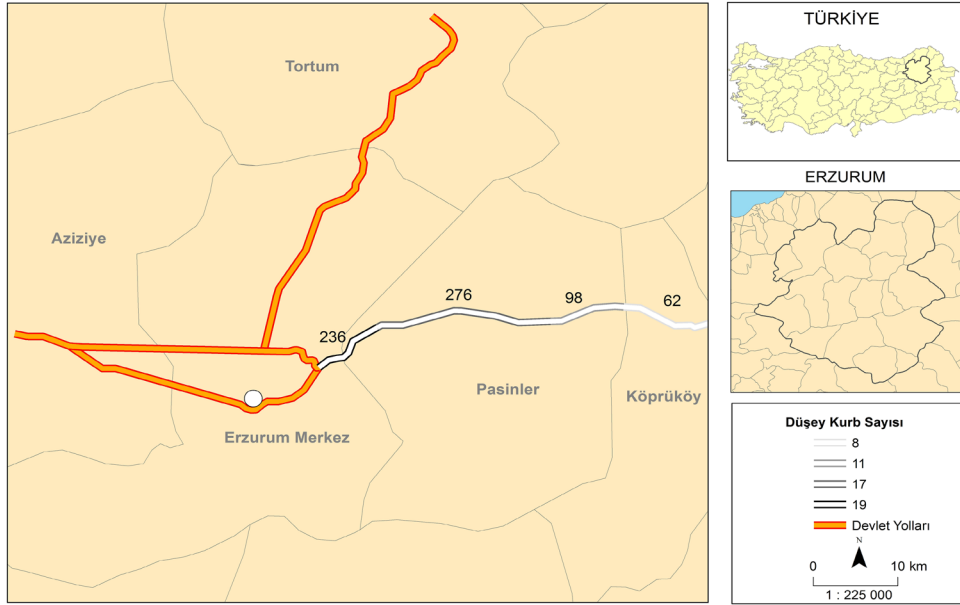 Tortum
Aziziye
236
276
98
62
Pasinler
Köprüköy
Erzurum Merkez
TÜRKİYE
ERZURUM
Düşey Kurb Sayısı
8
11
17
19
Devlet Yolları
N
0 10 km
1 : 225 000